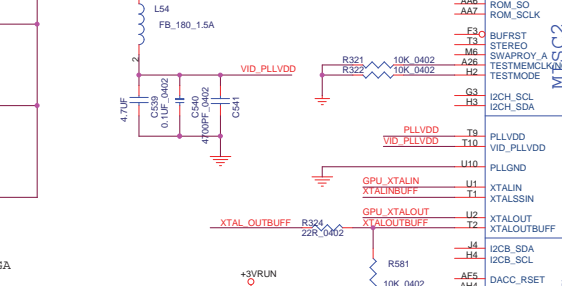 L54
FB_180_1.5A
2
VID_PLLVDD
4.7UF
C539
0.1UF_0402
C540
4700PF_0402
C541
R321 10K_0402
R322 10K_0402
AA7
ROM_SO
ROM_SCLK
F3 BUFRST
T3 STEREO
M6 SWAPROY_A
A26 TESTMEMCLK
H2 TESTMODE
G3 I2CH_SCL
H3 I2CH_SDA
PLLVDD T9 PLLVDD
VID_PLLVDD T10 VID_PLLVDD
U10 PLLGND
GPU_XTALIN U1 XTALIN
XTALINBUFF T1 XTALSSIN
GPU_XTALOUT U2 XTALOUT
XTAL_OUTBUFF R324 22R_0402 XTALOUTBUFF T2 XTALOUTBUFF
J4 I2CB_SDA
H4 I2CB_SCL
R581
10K_0402
+3VRUN
AF5 DACC_RSET
GA